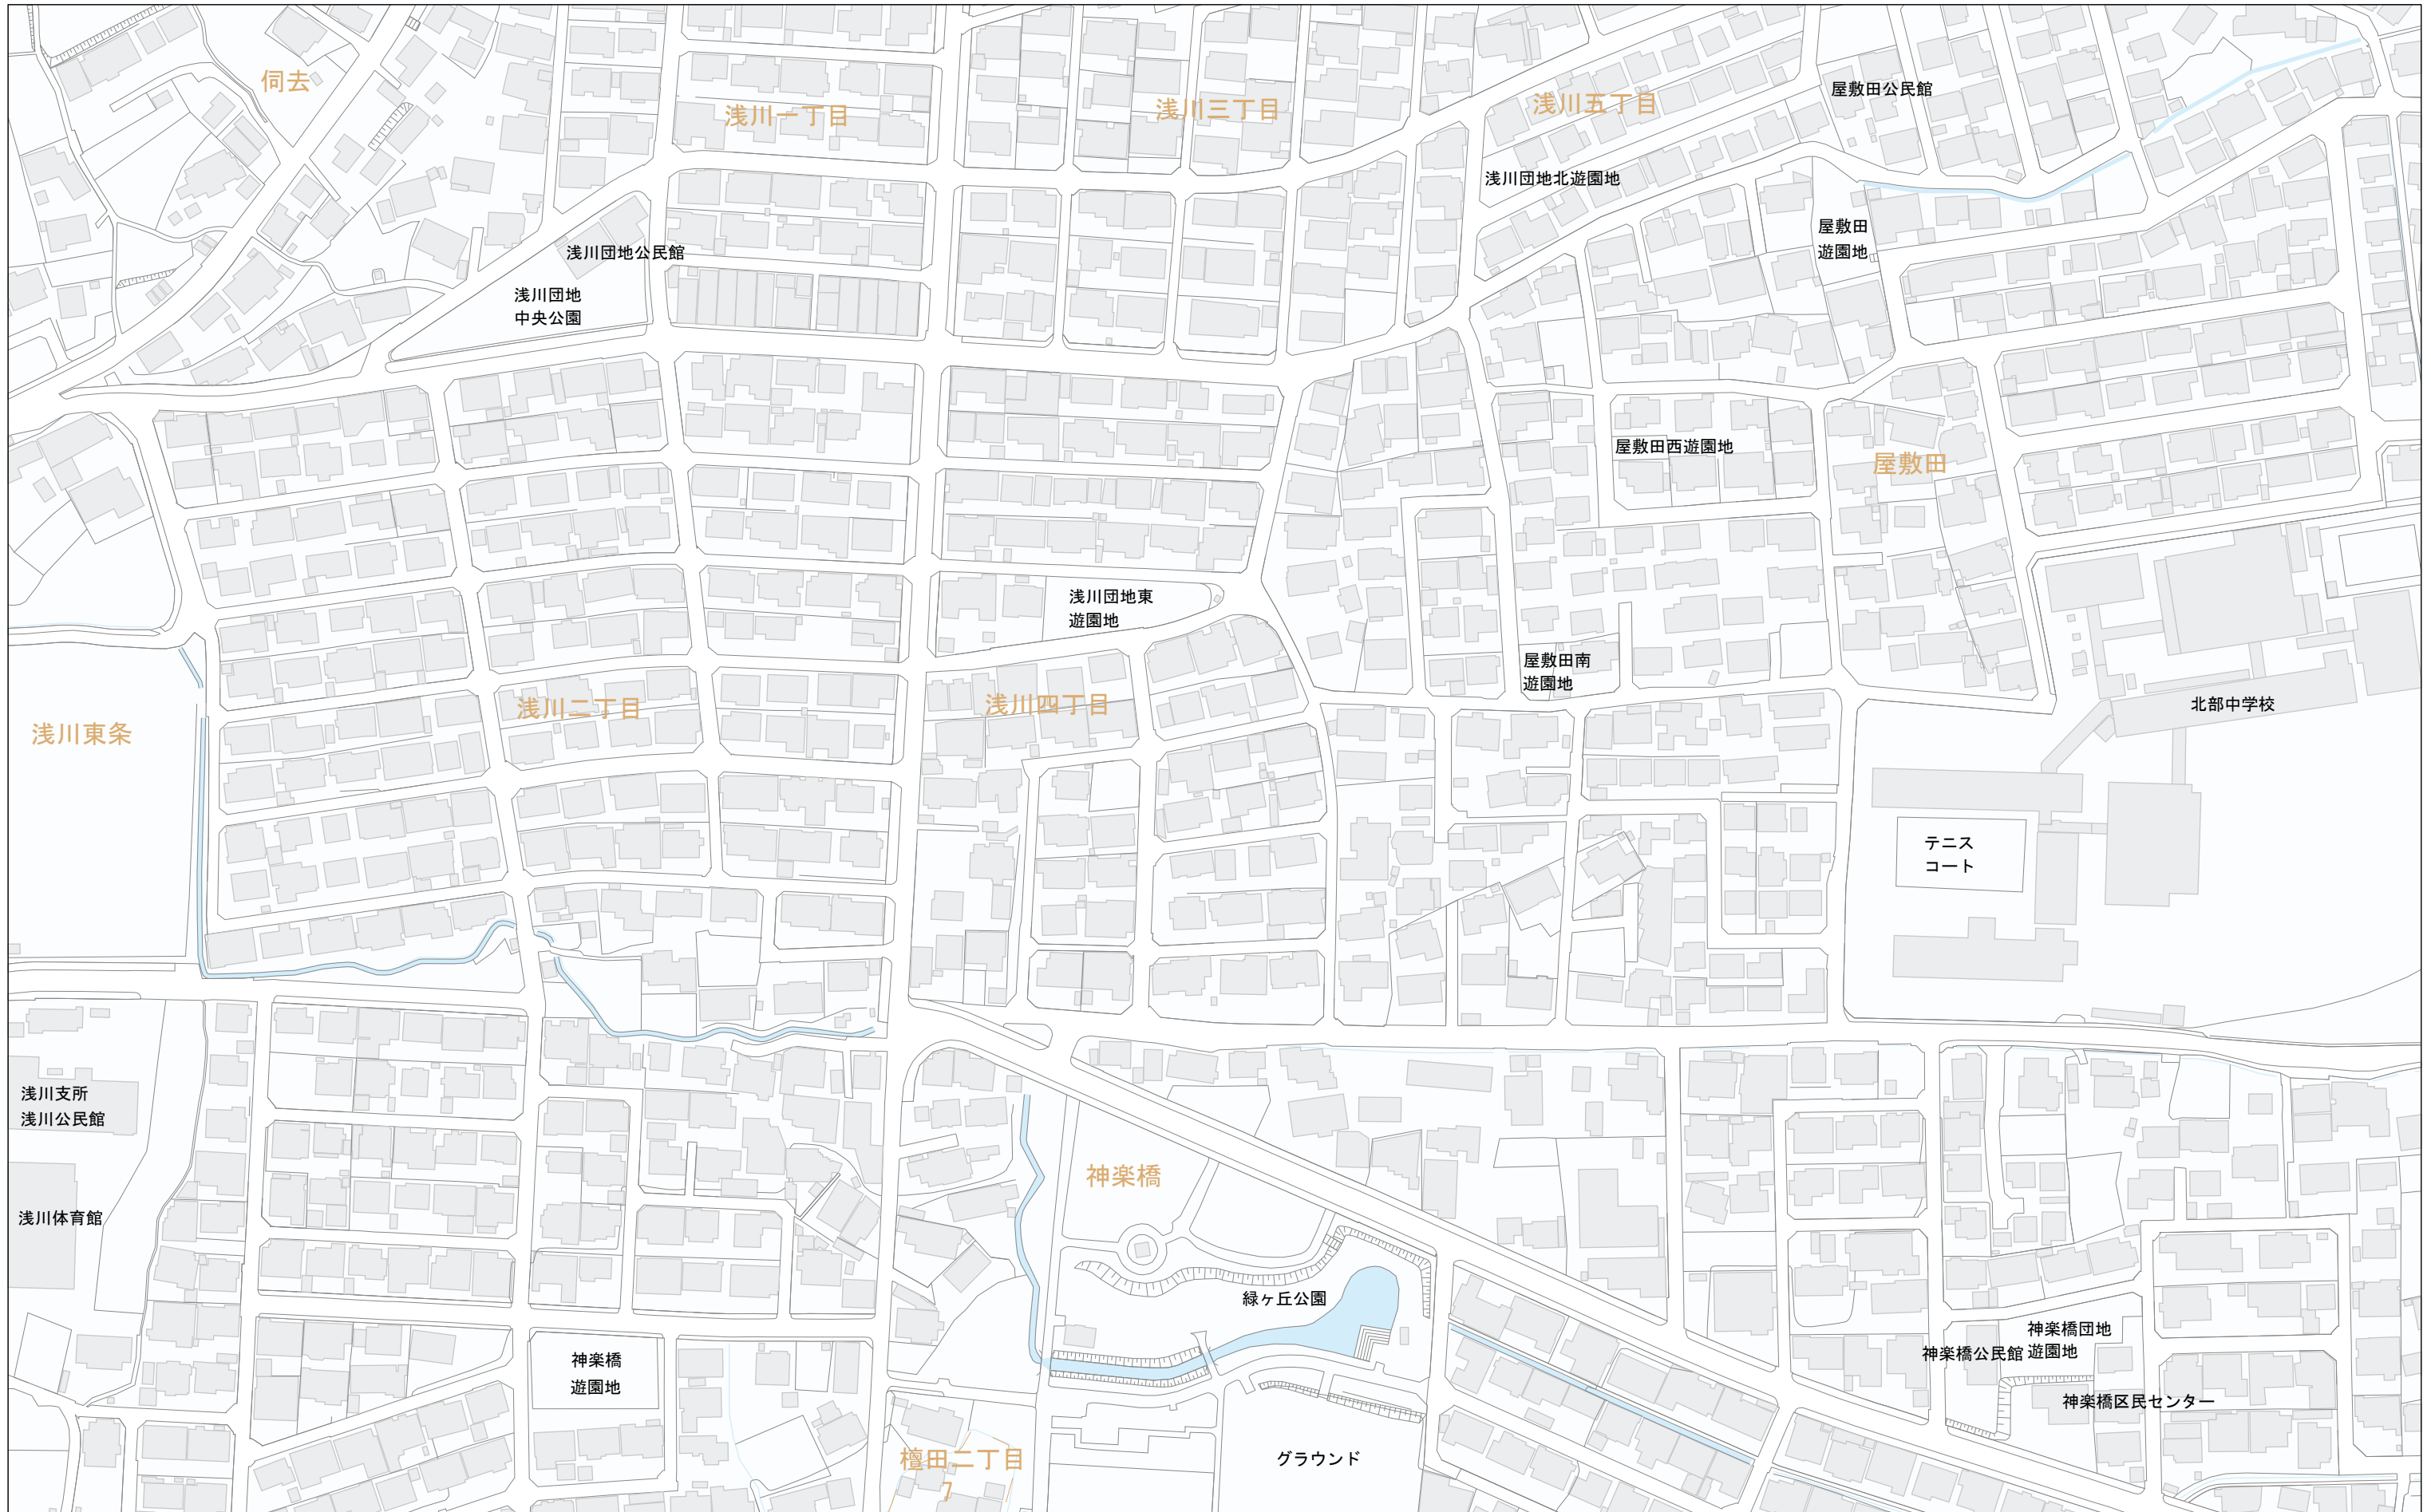 伺去
浅川一丁目
浅川三丁目
浅川五丁目
屋敷田公民館
浅川団地北遊園地
屋敷田
遊園地
浅川団地公民館
浅川団地
中央公園
屋敷田西遊園地
屋敷田
浅川団地東
遊園地
屋敷田南
遊園地
浅川東条
浅川二丁目
浅川四丁目
北部中学校
テニス
コート
浅川支所
浅川公民館
神楽橋
浅川体育館
緑ヶ丘公園
神楽橋
遊園地
神楽橋団地
遊園地
神楽橋公民館
神楽橋区民センター
檀田二丁目
7
グラウンド